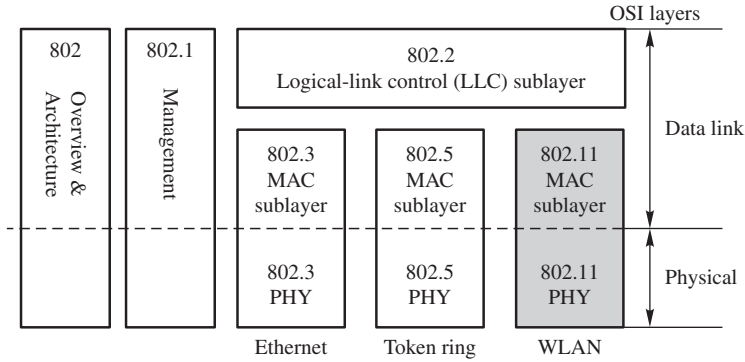 OSI layers
802
Overview &
Architecture
802.1
Management
802.2
Logical-link control (LLC) sublayer
Data link
802.3
MAC
sublayer
802.5
MAC
sublayer
802.11
MAC
sublayer
802.3
PHY
802.5
PHY
802.11
PHY
Physical
Ethernet
Token ring
WLAN